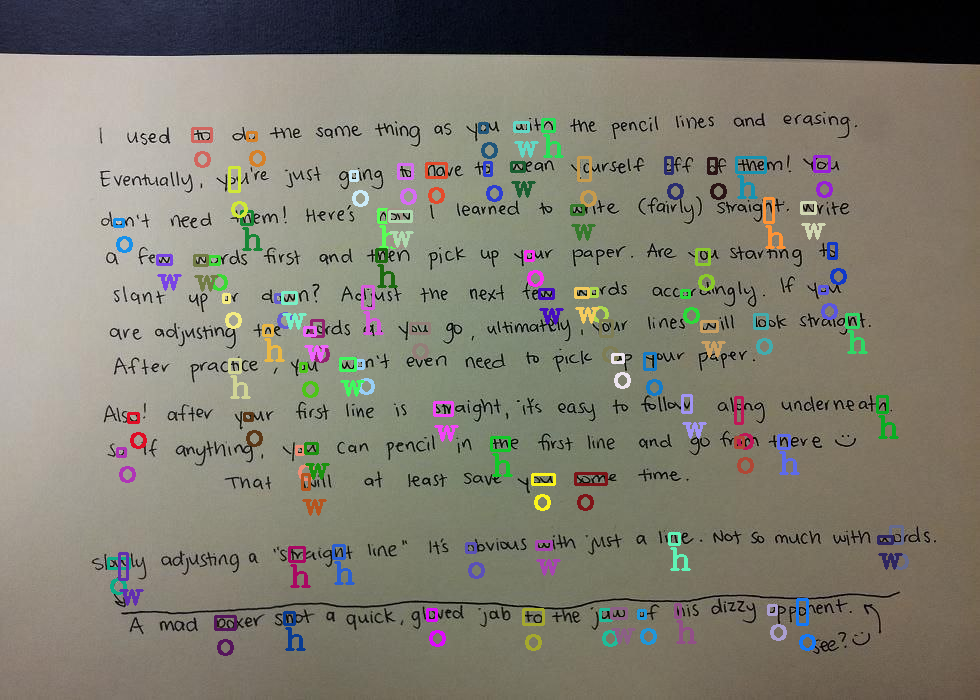 I used to do the same thing as you with the pencil lines and erasing.
Eventually, you're just going to have to wean yourself off of them! You
don't need them! Here's how I learned to write (fairly) straight. Write
a few words first and then pick up your paper. Are you starting to
slant up or down? Adjust the next few words accordingly. If you
are adjusting the words as you go, ultimately, your lines will look straight.
After practice, you won't even need to pick up your paper.
Also! after your first line is straight, it's easy to follow along underneath.
So if anything, you can pencil in the first line and go from there
That will at least save you some time.
slowly adjusting a "straight line" It's obvious with just a line. Not so much with words.
A mad boxer shot a quick, gloved jab to the jaw of his dizzy opponent.
see?